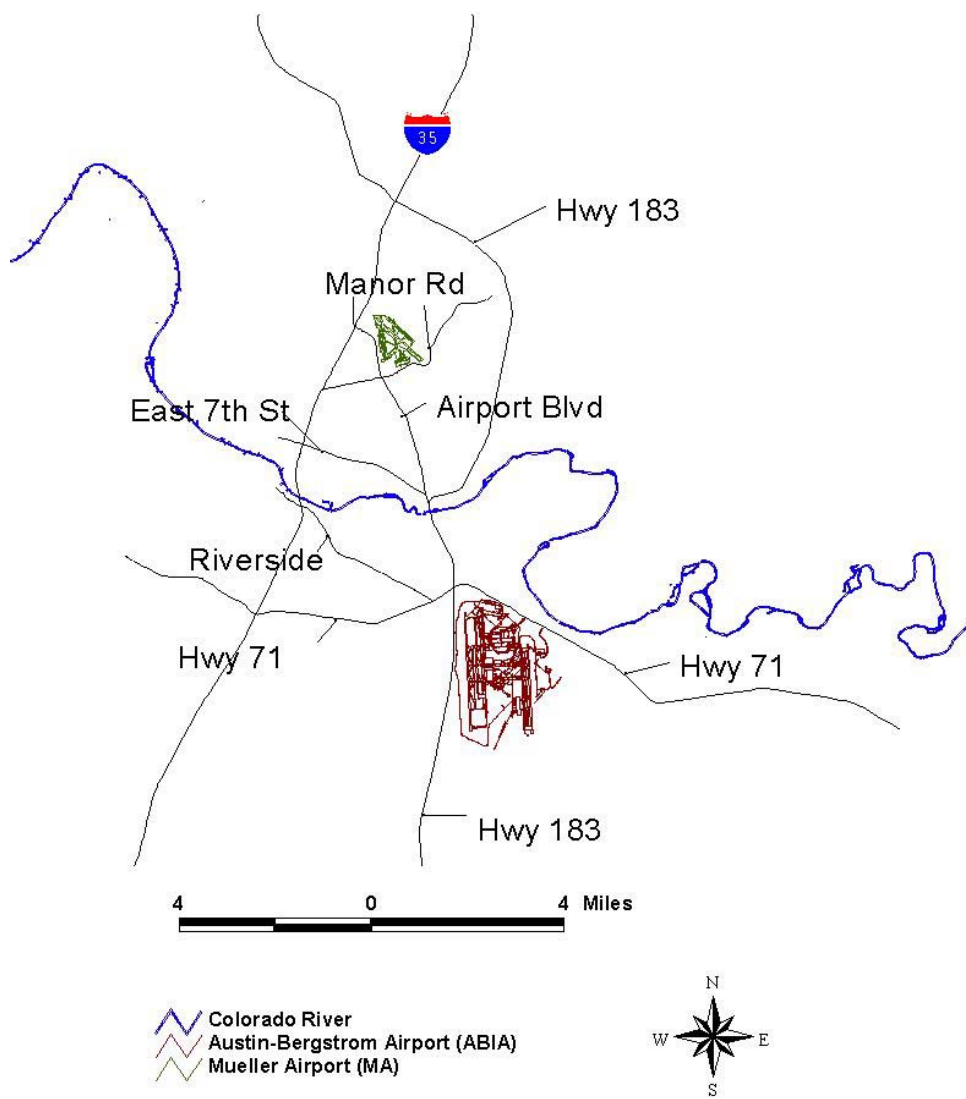 35
Hwy 183
Manor Rd
East 7th St
Airport Blvd
Riverside
Hwy 71
Hwy 71
Hwy 183
4 0 4 Miles
Colorado River
Austin-Bergstrom Airport (ABIA)
Mueller Airport (MA)
N
W E
S